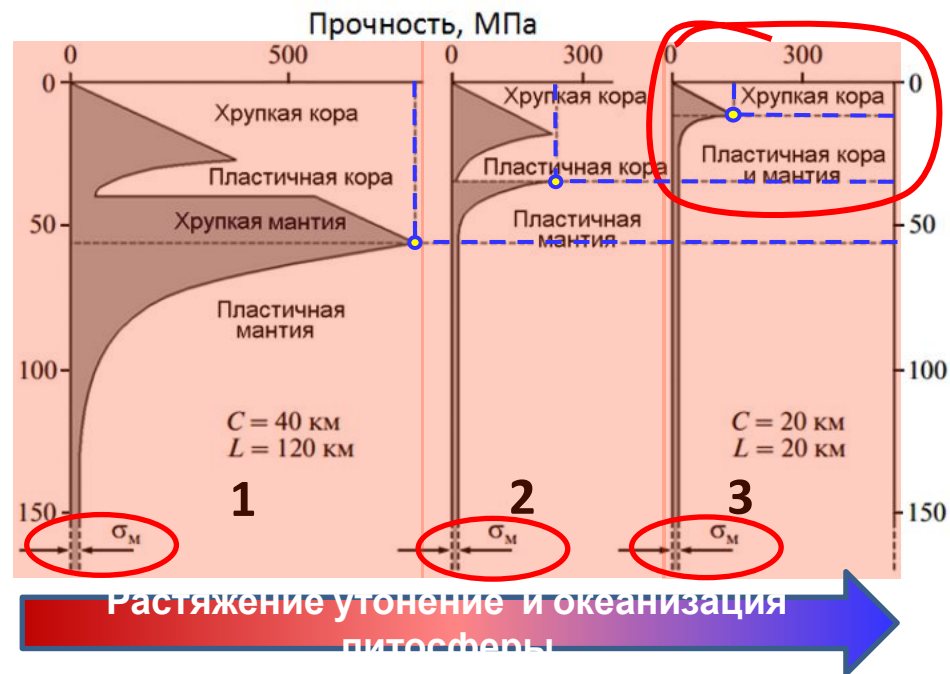 Прочность, МПа
0 500 0 300 0 300
0 0
Хрупкая кора Хрупкая кора Хрупкая кора
Пластичная кора Пластичная кора Пластичная кора
и мантия
Хрупкая мантия Пластичная
мантия
50 50
Пластичная
мантия
100 100
C = 40 км C = 20 км
L = 120 км L = 20 км
1 2 3
150 150
σм σм σм
Растяжение утонение и океанизация
литосферы